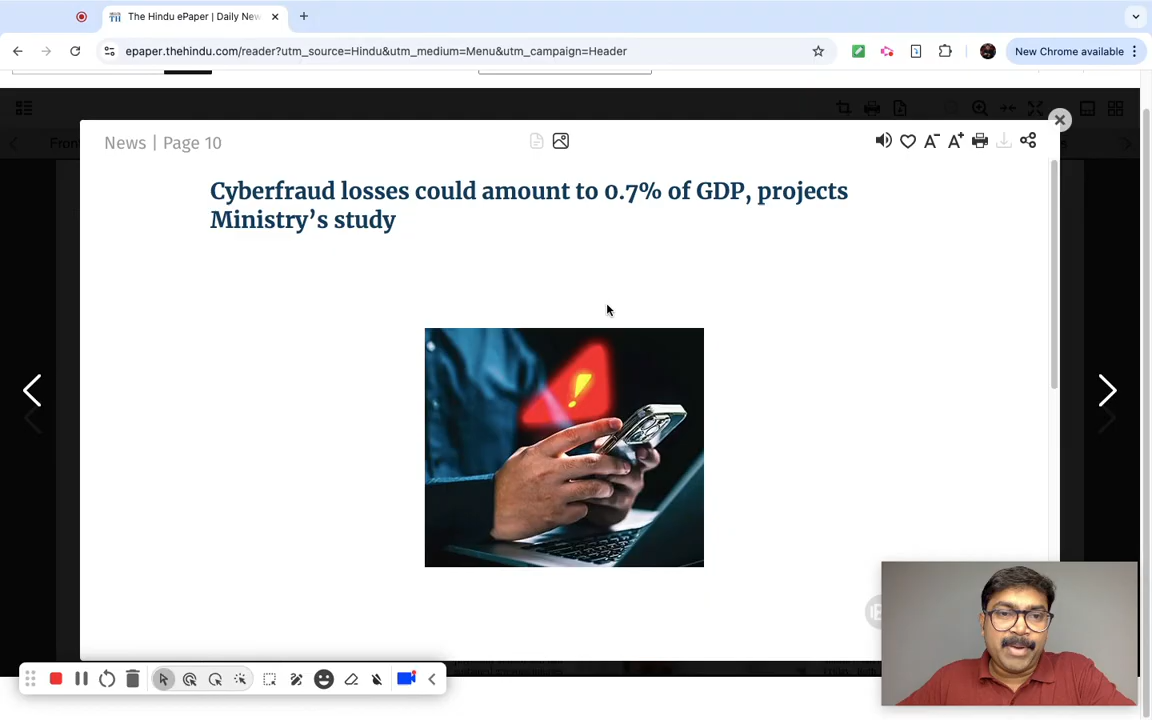 The Hindu ePaper | Daily New
epaper.thehindu.com/reader?utm_source=Hindu&utm_medium=Menu&utm_campaign=Header
New Chrome available
News | Page 10
A-
A+
Cyberfraud losses could amount to 0.7% of GDP, projects
Ministry’s study